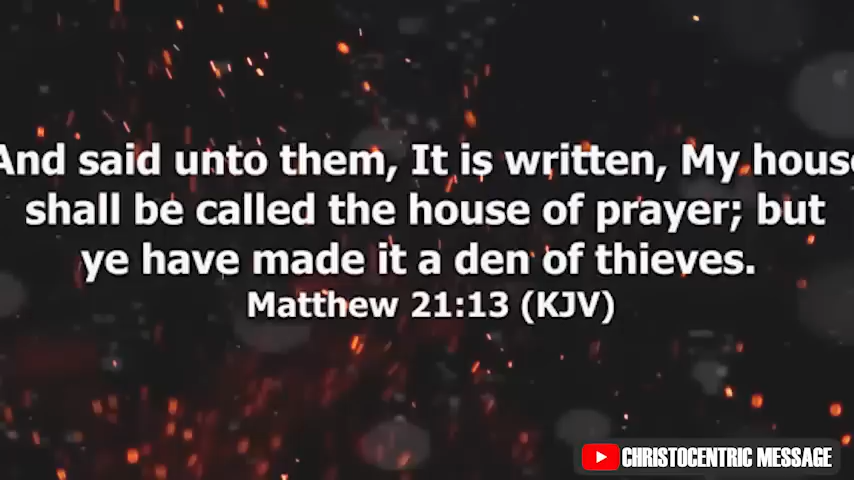 And said unto them, It is written, My house
shall be called the house of prayer; but
ye have made it a den of thieves.
Matthew 21:13 (KJV)
CHRISTOCENTRIC MESSAGE